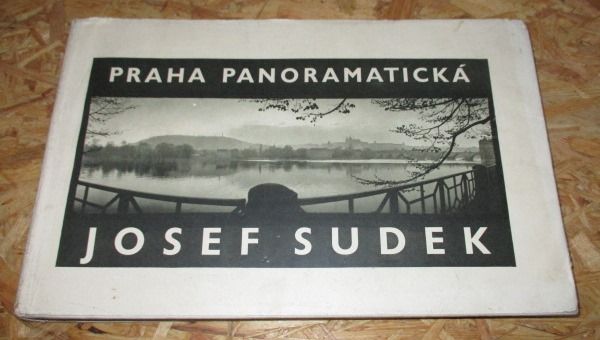 PRAHA PANORAMATICKÁ
JOSEF SUDEK